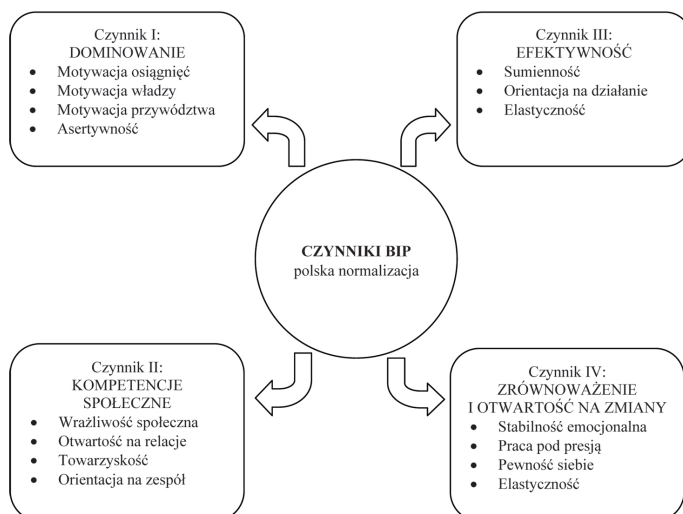 Czynnik I:
DOMINOWANIE
• Motywacja osiągnięć
• Motywacja władzy
• Motywacja przywództwa
• Asertywność
Czynnik III:
EFEKTYWNOŚĆ
• Sumienność
• Orientacja na działanie
• Elastyczność
CZYNNIKI BIP
polska normalizacja
Czynnik II:
KOMPETENCJE
SPOŁECZNE
• Wrażliwość społeczna
• Otwartość na relacje
• Towarzyskość
• Orientacja na zespół
Czynnik IV:
ZRÓWNOWAŻENIE
I OTWARTOŚĆ NA ZMIANY
• Stabilność emocjonalna
• Praca pod presją
• Pewność siebie
• Elastyczność